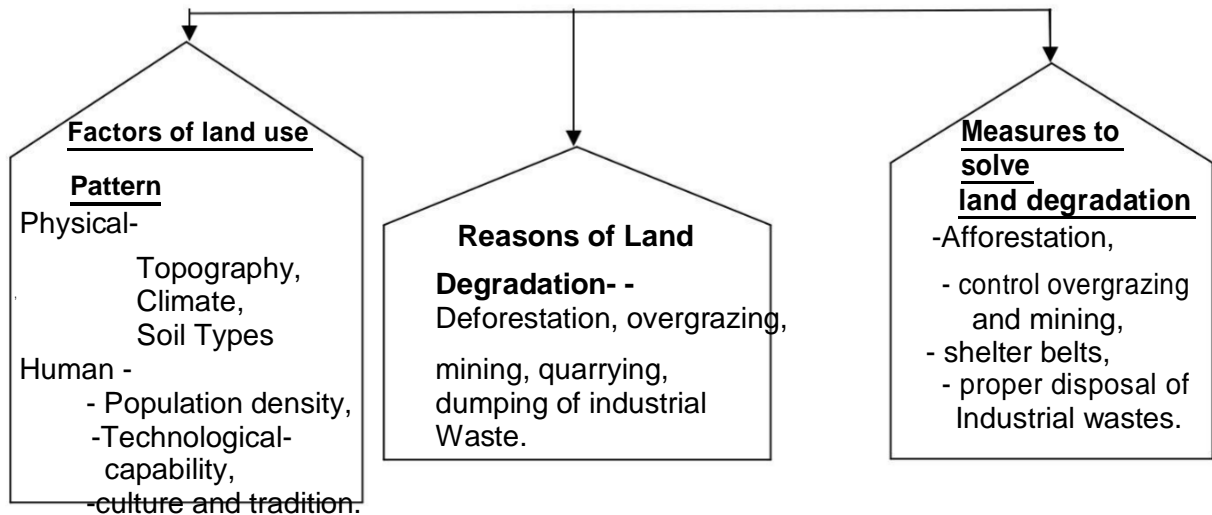 Factors of land use
Pattern
Physical-
Topography,
Climate,
Soil Types
Human -
- Population density,
-Technological-
capability,
-culture and tradition.
Reasons of Land
Degradation- -
Deforestation, overgrazing,
mining, quarrying,
dumping of industrial
Waste.
Measures to
solve
land degradation
-Afforestation,
- control overgrazing
and mining,
- shelter belts,
- proper disposal of
Industrial wastes.